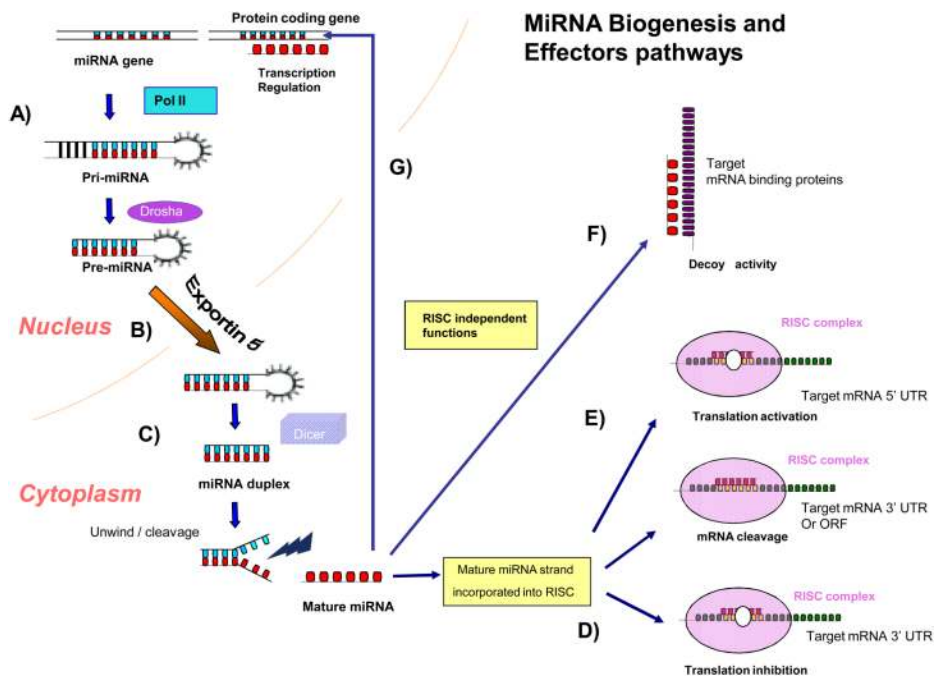 MiRNA Biogenesis and
Effectors pathways
Protein coding gene
miRNA gene
Transcription
Regulation
A)
Pol II
Pri-miRNA
Drosha
Pre-miRNA
Nucleus
B)
Exportin 5
C)
Dicer
miRNA duplex
Cytoplasm
Unwind / cleavage
Mature miRNA
G)
RISC independent
functions
Mature miRNA strand
incorporated into RISC
F)
Target
mRNA binding proteins
Decoy activity
E)
RISC complex
Target mRNA 5' UTR
Translation activation
RISC complex
Target mRNA 3' UTR
Or ORF
mRNA cleavage
D)
RISC complex
Target mRNA 3' UTR
Translation inhibition